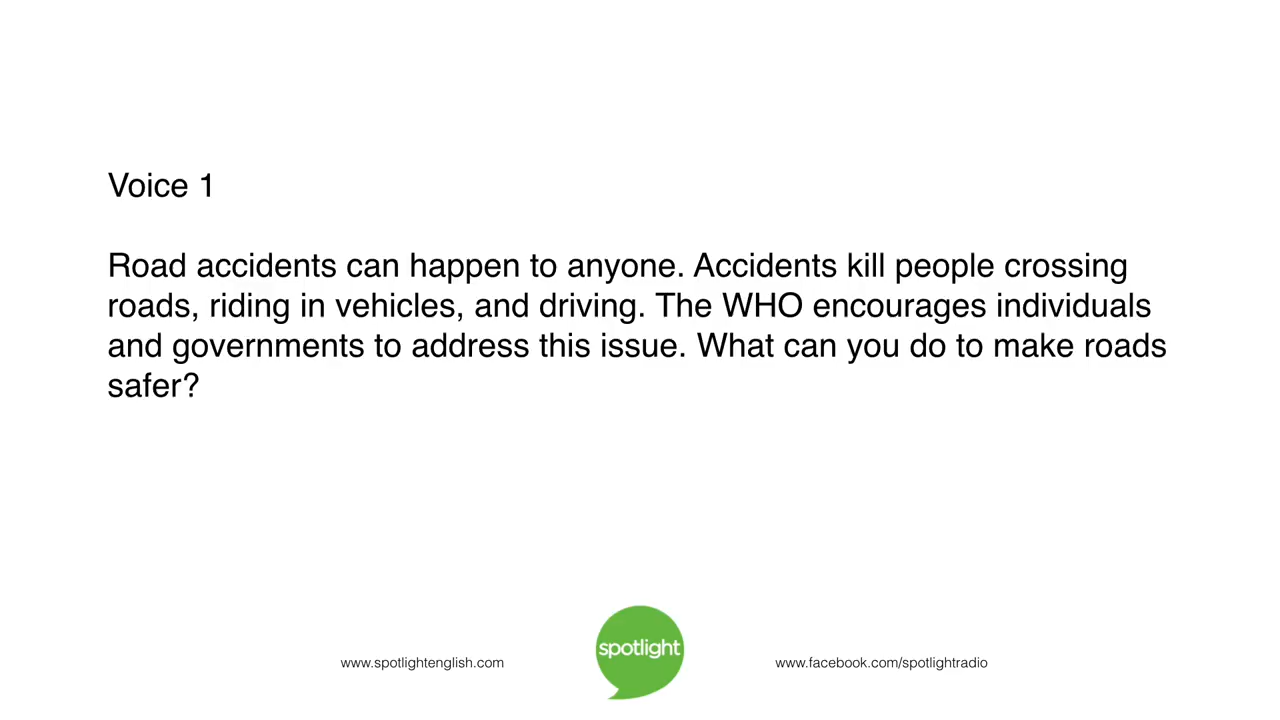 Voice 1
Road accidents can happen to anyone. Accidents kill people crossing
roads, riding in vehicles, and driving. The WHO encourages individuals
and governments to address this issue. What can you do to make roads
safer?
spotlight
www.spotlightenglish.com
www.facebook.com/spotlightradio